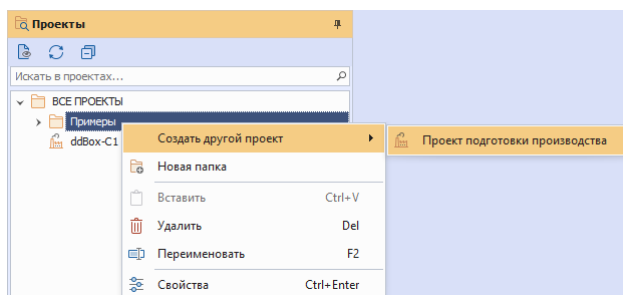 Проекты
Искать в проектах...
ВСЕ ПРОЕКТЫ
Примеры
ddBox-C1
Создать другой проект
Проект подготовки производства
Новая папка
Вставить Ctrl+V
Удалить Del
Переименовать F2
Свойства Ctrl+Enter